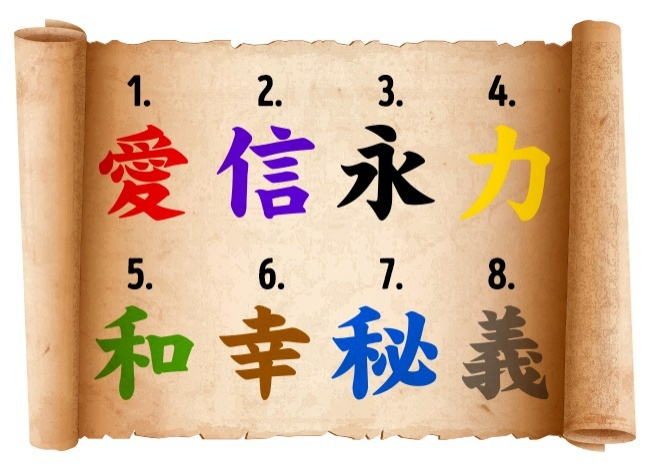 1. 2. 3. 4.
愛 信 永 力
5. 6. 7. 8.
和 幸 秘 義